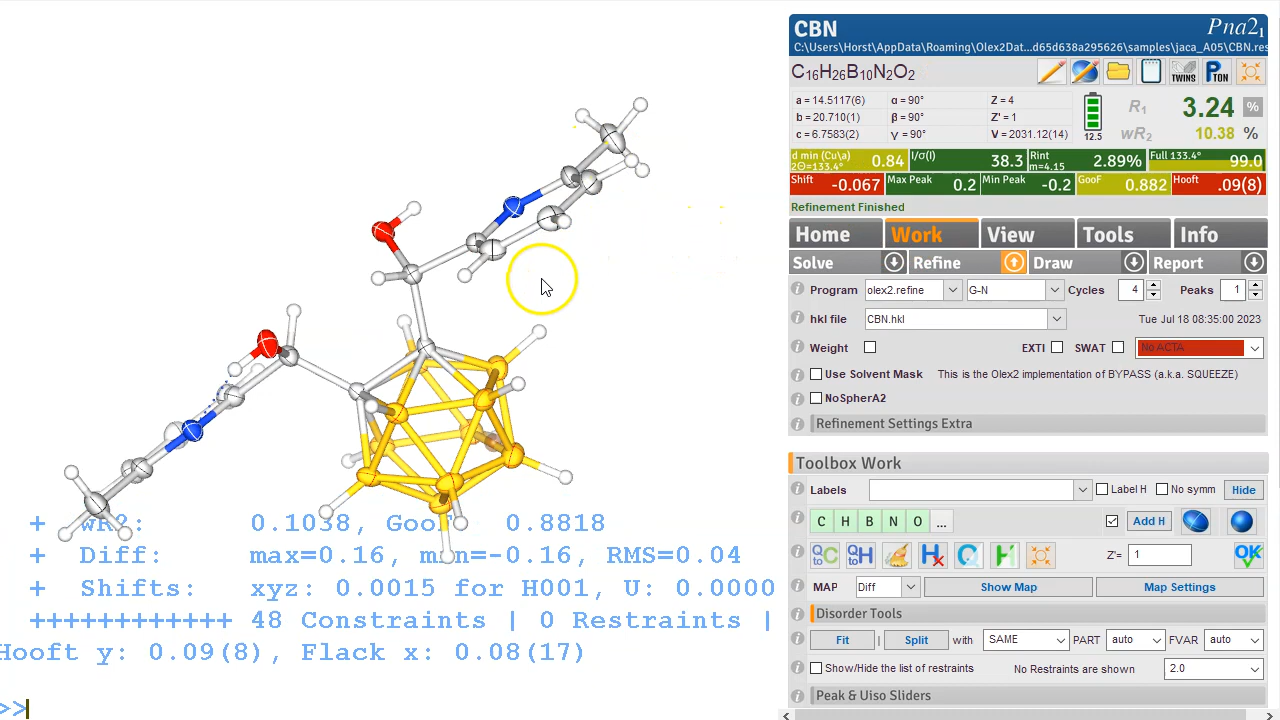 CBN
Pna2₁
C:\Users\Horst\AppData\Roaming\Olex2Dat...d65d638a295626\samples\jaca_A05\CBN.res
C₁₆H₂₆B₁₀N₂O₂
TWINS
PTON
a = 14.5117(6) α = 90° Z = 4
b = 20.710(1) β = 90° Z' = 1
c = 6.7583(2) γ = 90° V = 2031.12(14)
12.5
R₁ 3.24 %
wR₂ 10.38 %
d min (Cu\a)
2Θ=133.4° 0.84
I/σ(I) 38.3
Rint
m=4.15 2.89%
Full 133.4° 99.0
Shift -0.067
Max Peak 0.2
Min Peak -0.2
GooF 0.882
Hooft .09(8)
Refinement Finished
Home Work View Tools Info
Solve Refine Draw Report
Program olex2.refine G-N Cycles 4 Peaks 1
hkl file CBN.hkl Tue Jul 18 08:35:00 2023
Weight EXTI SWAT No ACTA
Use Solvent Mask This is the Olex2 implementation of BYPASS (a.k.a. SQUEEZE)
NoSpherA2
Refinement Settings Extra
Toolbox Work
Labels Label H No symm Hide
C H B N O ... Add H
QC QH H× H Z'= 1 OK
MAP Diff Show Map Map Settings
Disorder Tools
Fit | Split with SAME PART auto FVAR auto
Show/Hide the list of restraints No Restraints are shown 2.0
Peak & Uiso Sliders
+ wR2: 0.1038, GooF 0.8818
+ Diff: max=0.16, min=-0.16, RMS=0.04
+ Shifts: xyz: 0.0015 for H001, U: 0.0000
++++++++++++ 48 Constraints | 0 Restraints |
Hooft y: 0.09(8), Flack x: 0.08(17)
>>